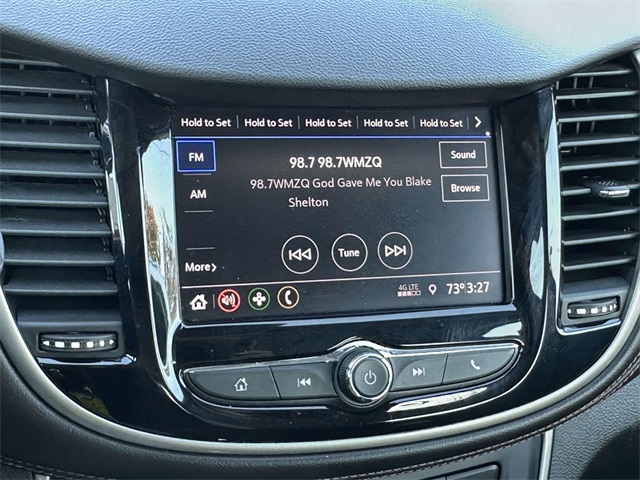 Hold to Set Hold to Set Hold to Set Hold to Set Hold to Set
FM
98.7 98.7WMZQ
Sound
98.7WMZQ God Gave Me You Blake
Shelton
AM
Browse
Tune
More
4G LTE
73° 3:27